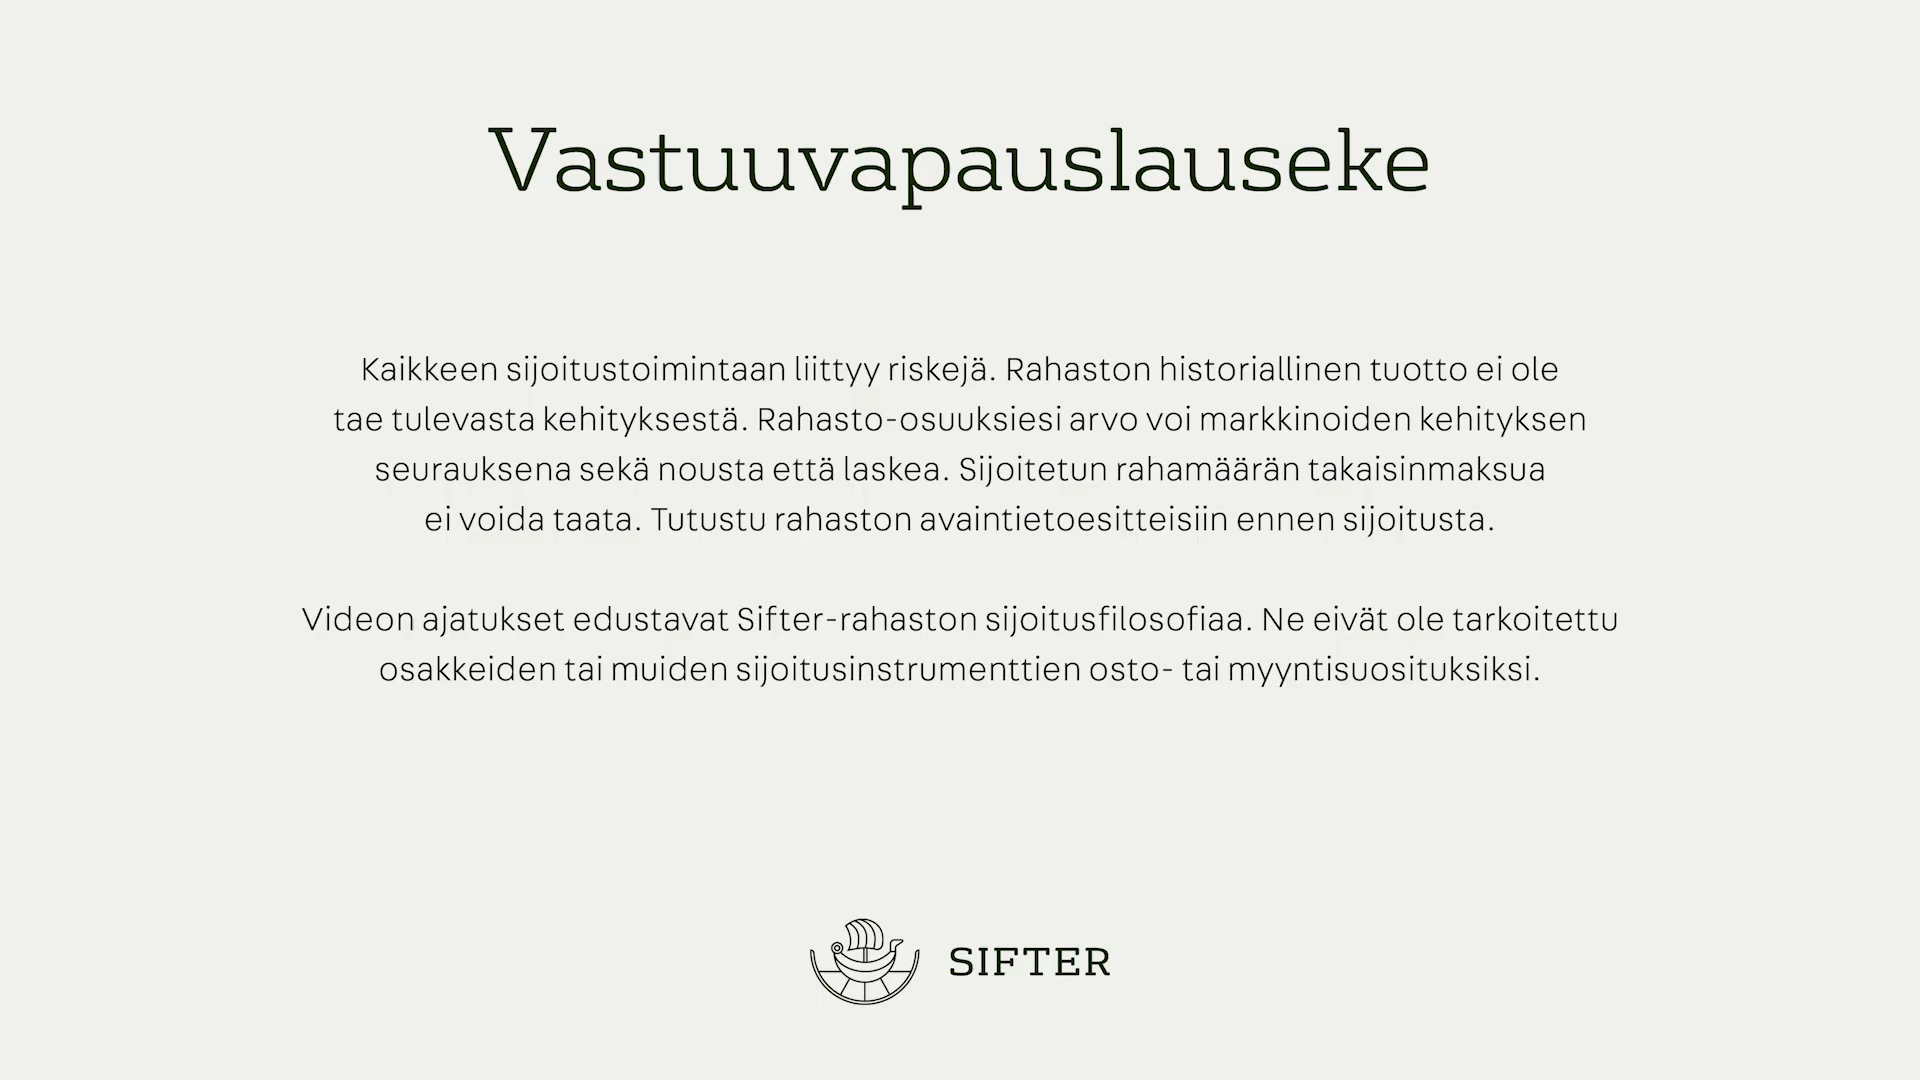 Vastuuvapauslauseke
Kaikkeen sijoitustoimintaan liittyy riskejä. Rahaston historiallinen tuotto ei ole
tae tulevasta kehityksestä. Rahasto-osuuksiesi arvo voi markkinoiden kehityksen
seurauksena sekä nousta että laskea. Sijoitetun rahamäärän takaisinmaksua
ei voida taata. Tutustu rahaston avaintietoesitteisiin ennen sijoitusta.
Videon ajatukset edustavat Sifter-rahaston sijoitusfilosofiaa. Ne eivät ole tarkoitettu
osakkeiden tai muiden sijoitusinstrumenttien osto- tai myyntisuosituksiksi.
SIFTER